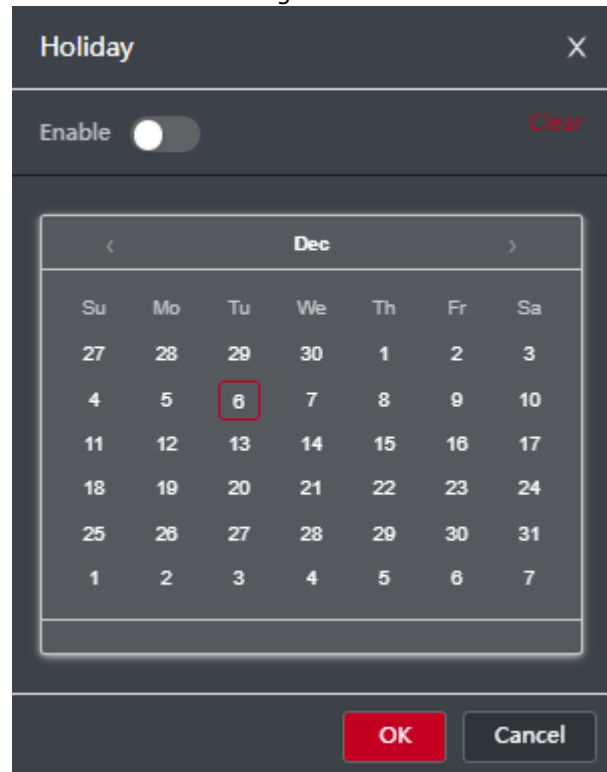 Holiday X
Enable Clear
‹ Dec ›
Su Mo Tu We Th Fr Sa
27 28 29 30 1 2 3
4 5 6 7 8 9 10
11 12 13 14 15 16 17
18 19 20 21 22 23 24
25 26 27 28 29 30 31
1 2 3 4 5 6 7
OK Cancel